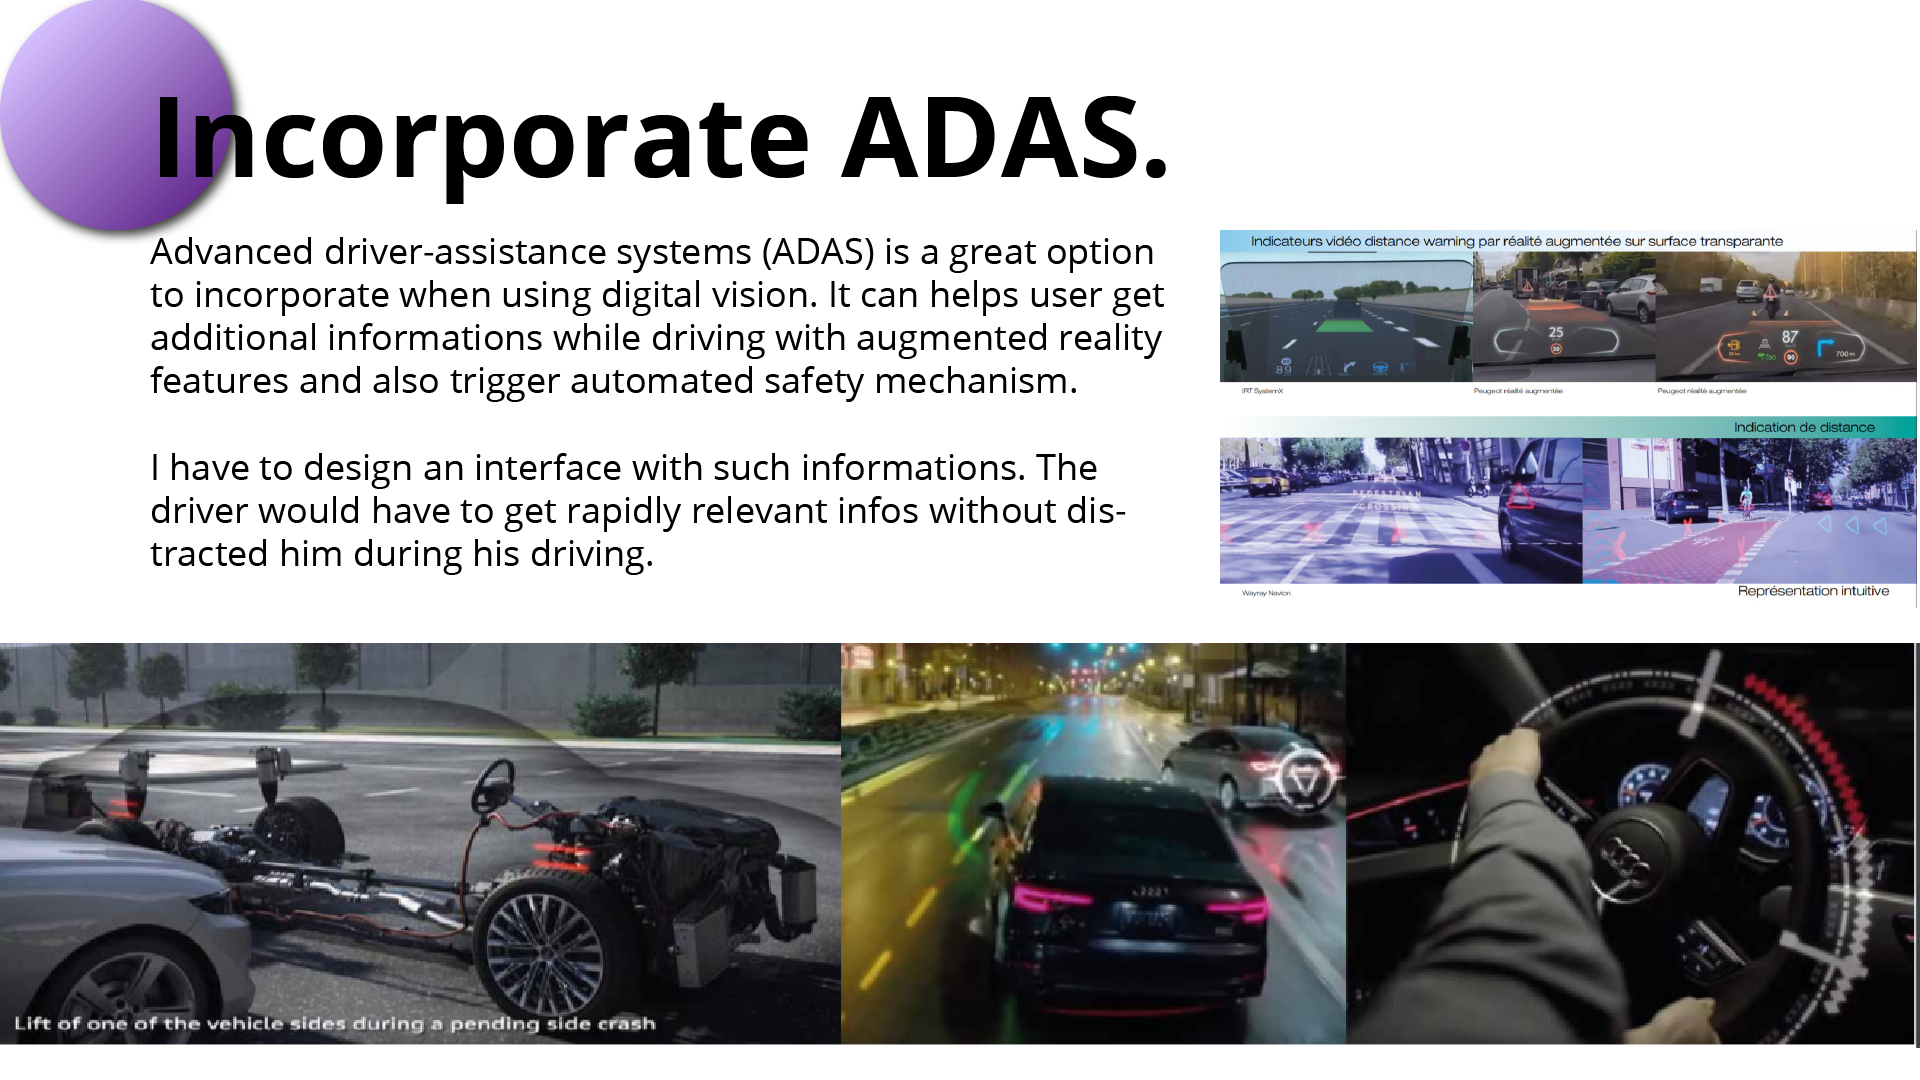 Incorporate ADAS.
Advanced driver-assistance systems (ADAS) is a great option
to incorporate when using digital vision. It can helps user get
additional informations while driving with augmented reality
features and also trigger automated safety mechanism.
I have to design an interface with such informations. The
driver would have to get rapidly relevant infos without dis-
tracted him during his driving.
Indicateurs vidéo distance warning par réalité augmentée sur surface transparante
89
25
30
87
90
700 m
IRT SystemX
Peugeot réalité augmentée
Peugeot réalité augmentée
Indication de distance
PEDESTRIAN
CROSSING
Wayray Navion
Représentation intuitive
Lift of one of the vehicle sides during a pending side crash